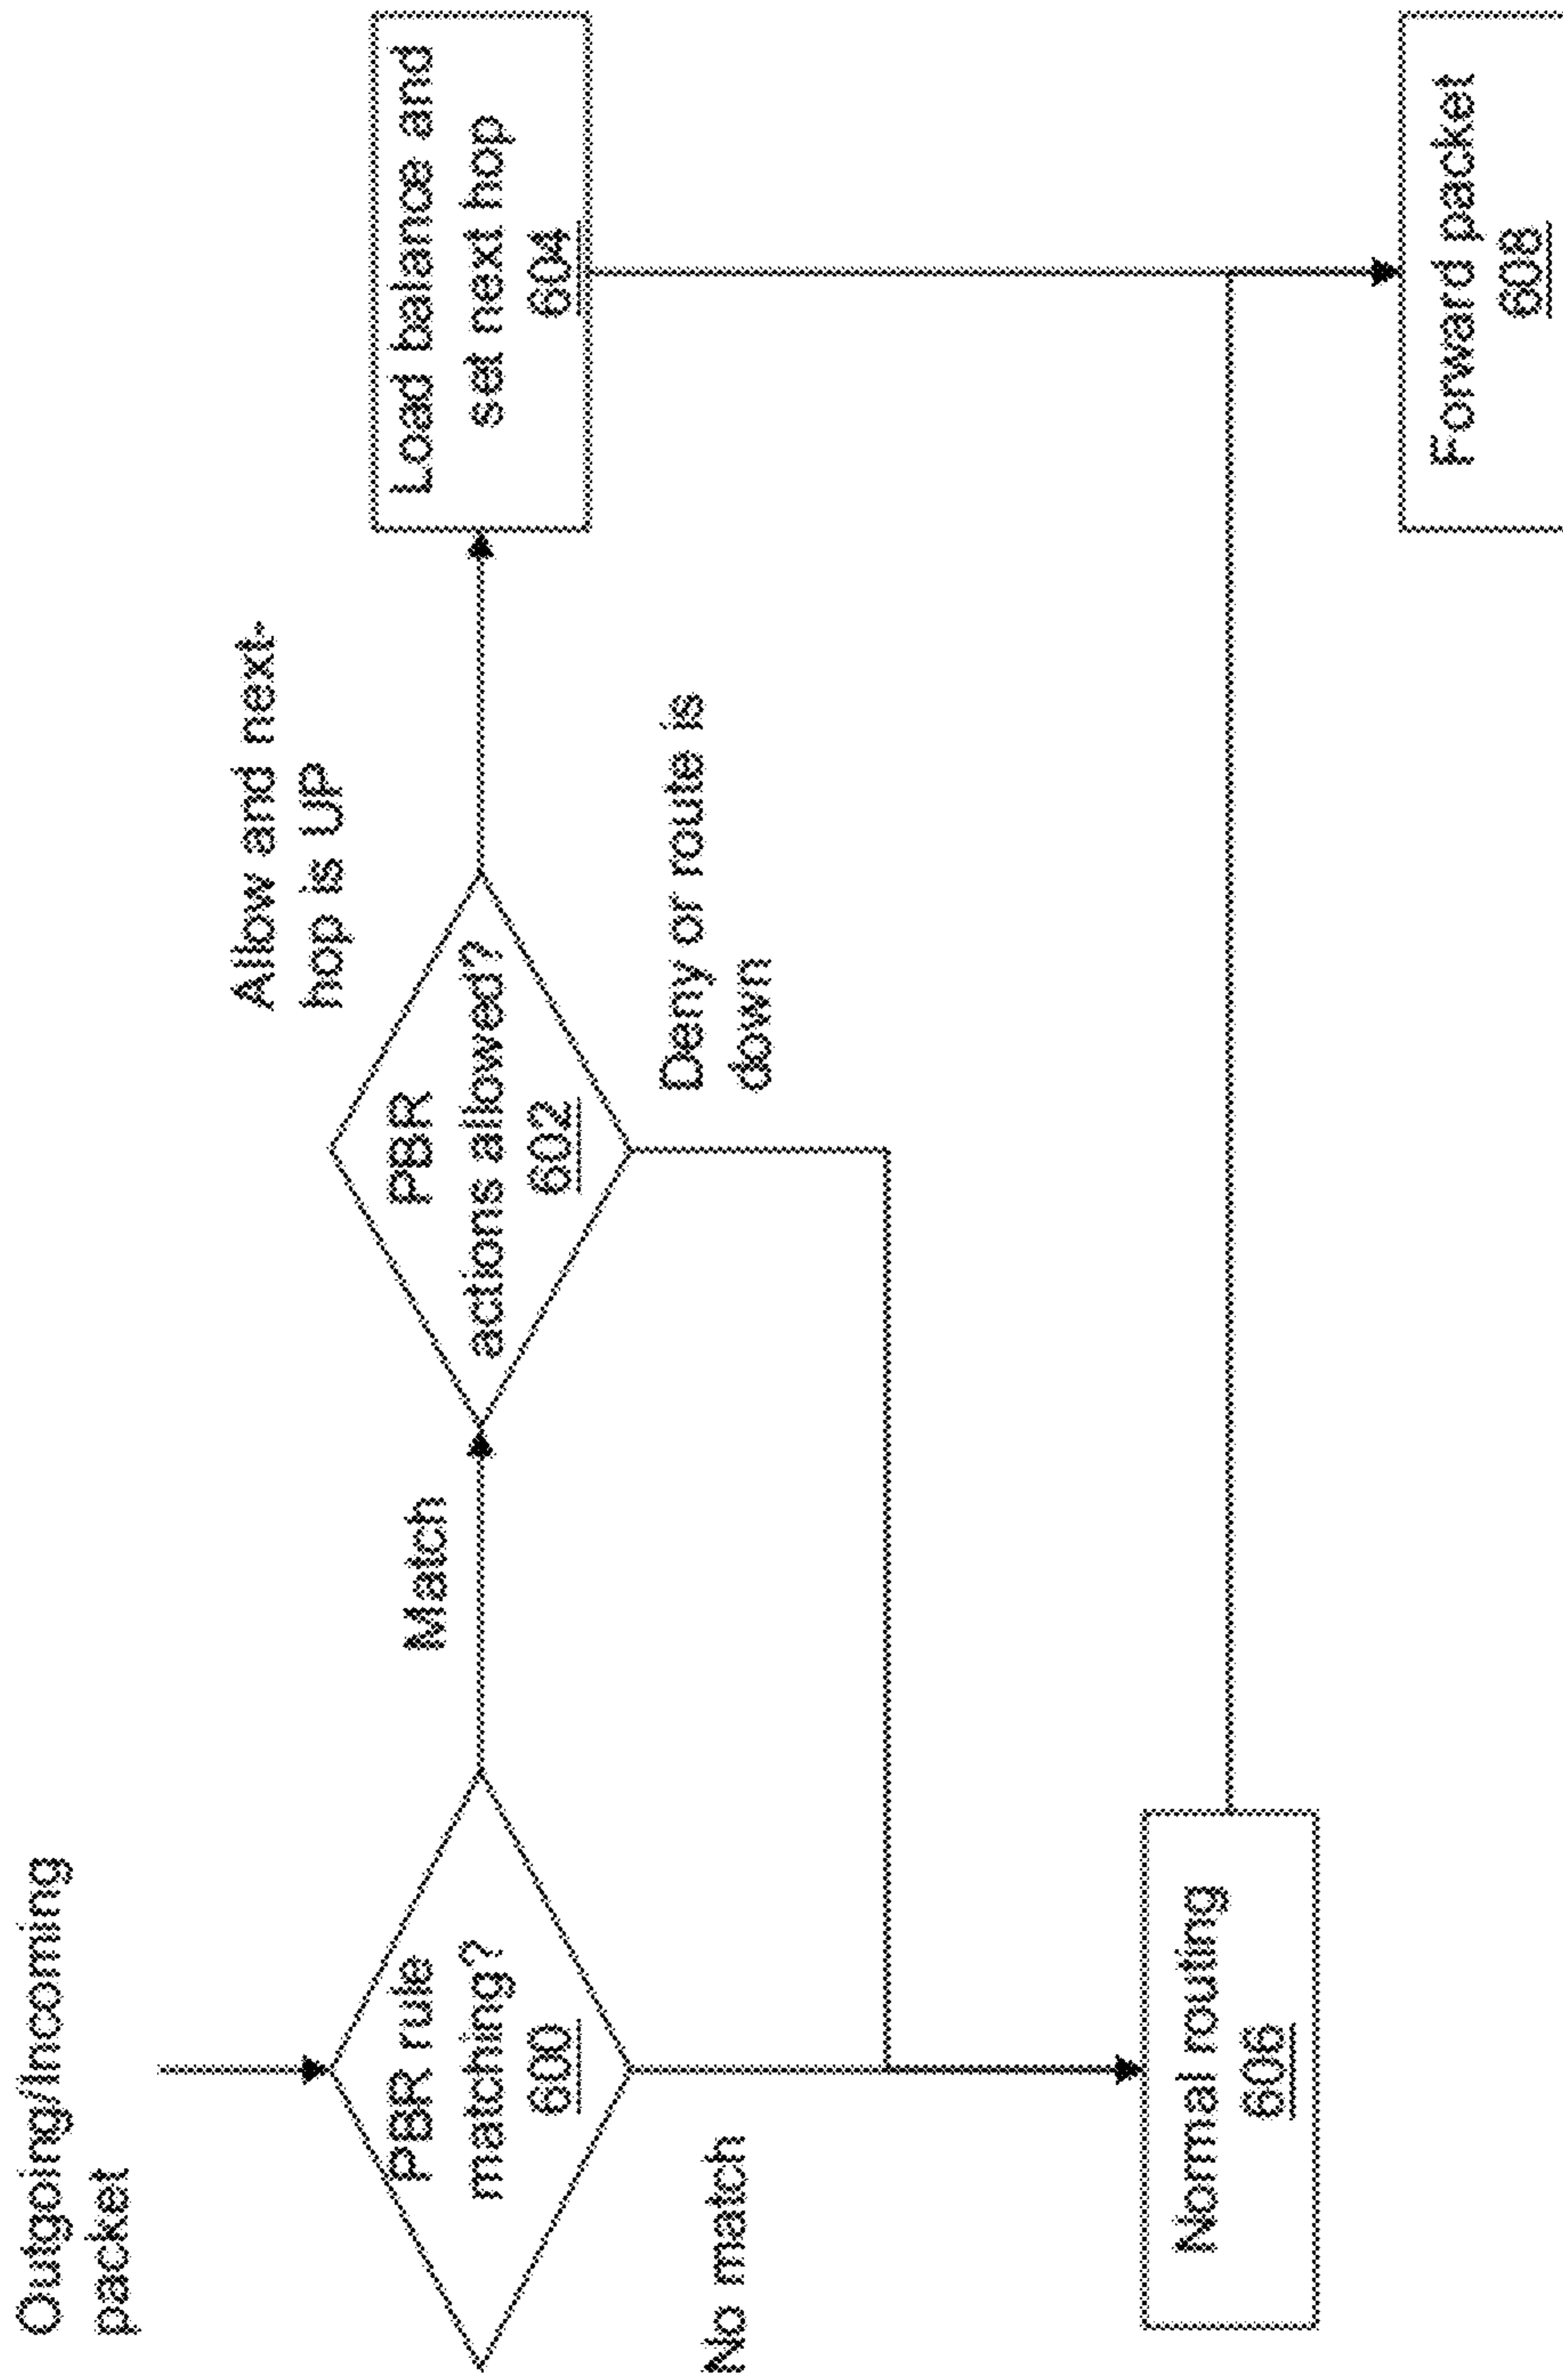 Outgoing/Incoming
packet
PBR rule
matching?
600
Match
No match
PBR
actions allowed?
602
Allow and next-
hop is UP
Deny or route is
down
Load balance and
set next hop
604
Normal routing
606
Forward packet
608